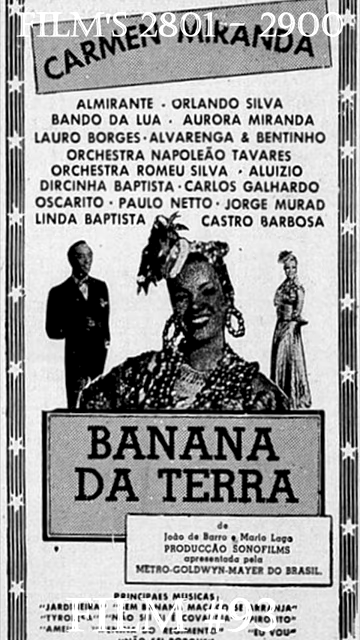 FILM'S 2801 - 2900
CARMEN MIRANDA
ALMIRANTE · ORLANDO SILVA
BANDO DA LUA · AURORA MIRANDA
LAURO BORGES · ALVARENGA & BENTINHO
ORCHESTRA NAPOLEÃO TAVARES
ORCHESTRA ROMEU SILVA · ALUIZIO
DIRCINHA BAPTISTA · CARLOS GALHARDO
OSCARITO · PAULO NETTO · JORGE MURAD
LINDA BAPTISTA CASTRO BARBOSA
BANANA
DA TERRA
de
João de Barro e Mario Lago
PRODUCÇÃO SONOFILMS
apresentada pela
METRO-GOLDWYN-MAYER DO BRASIL.
PRINCIPAES MUSICAS:
"JARDINEIRA"
"PIROLITO"